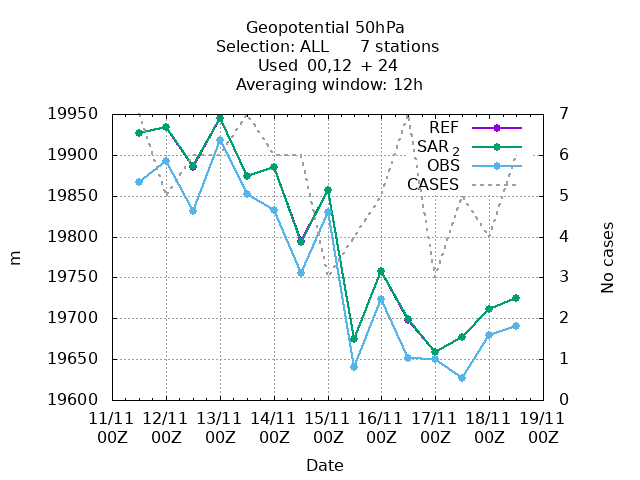 Geopotential 50hPa
Selection: ALL 7 stations
Used 00,12 + 24
Averaging window: 12h
19950
19900
19850
19800
19750
19700
19650
19600
m
7
6
5
4
3
2
1
0
No cases
REF
SAR 2
OBS
CASES
11/11 12/11 13/11 14/11 15/11 16/11 17/11 18/11 19/11
00Z 00Z 00Z 00Z 00Z 00Z 00Z 00Z 00Z
Date